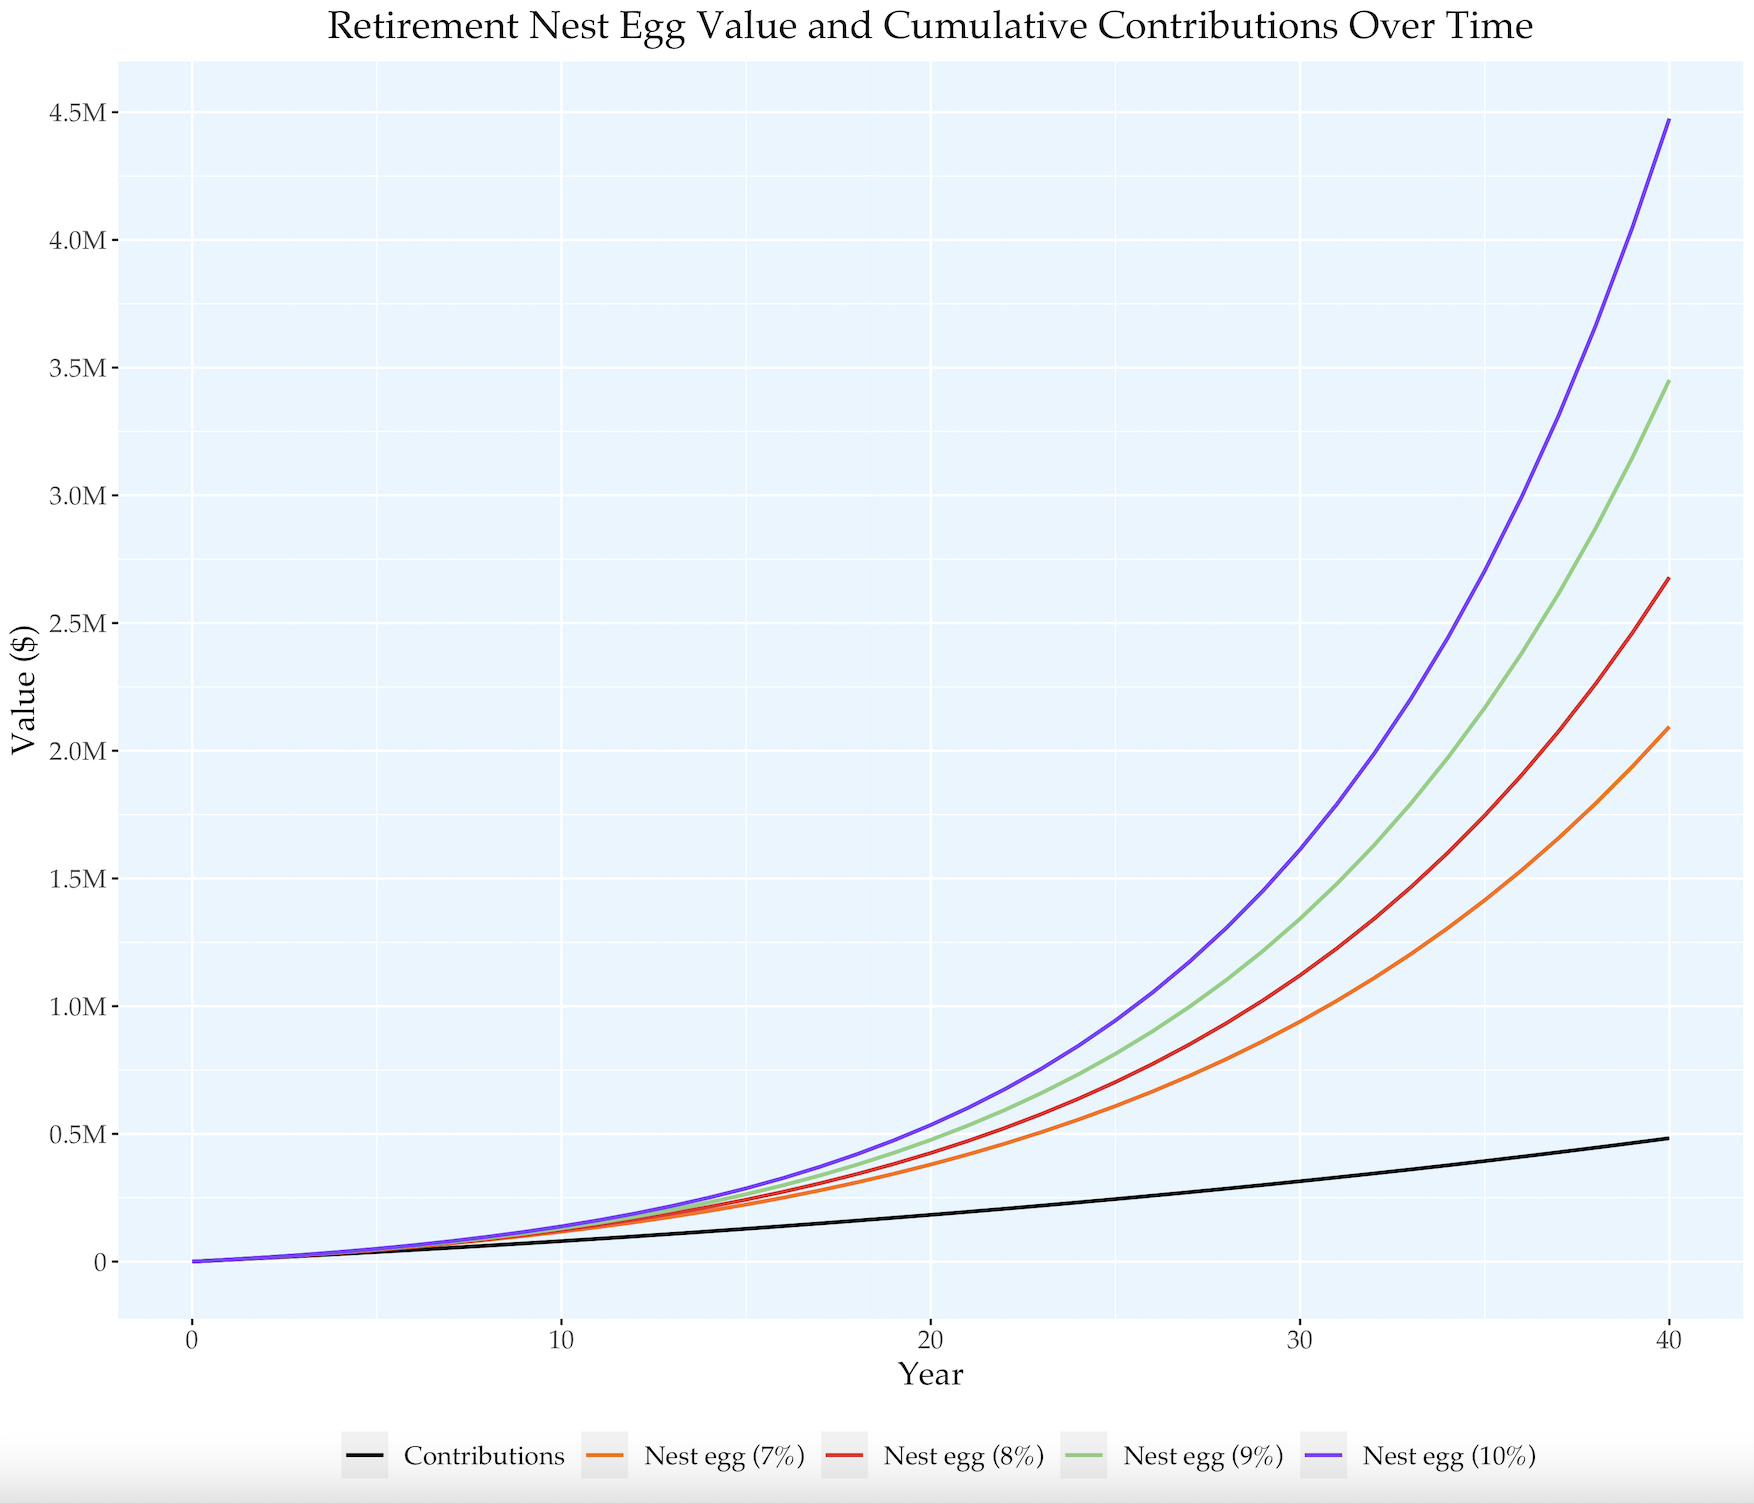 Retirement Nest Egg Value and Cumulative Contributions Over Time
Value ($)
4.5M
4.0M
3.5M
3.0M
2.5M
2.0M
1.5M
1.0M
0.5M
0
0 10 20 30 40
Year
Contributions Nest egg (7%) Nest egg (8%) Nest egg (9%) Nest egg (10%)